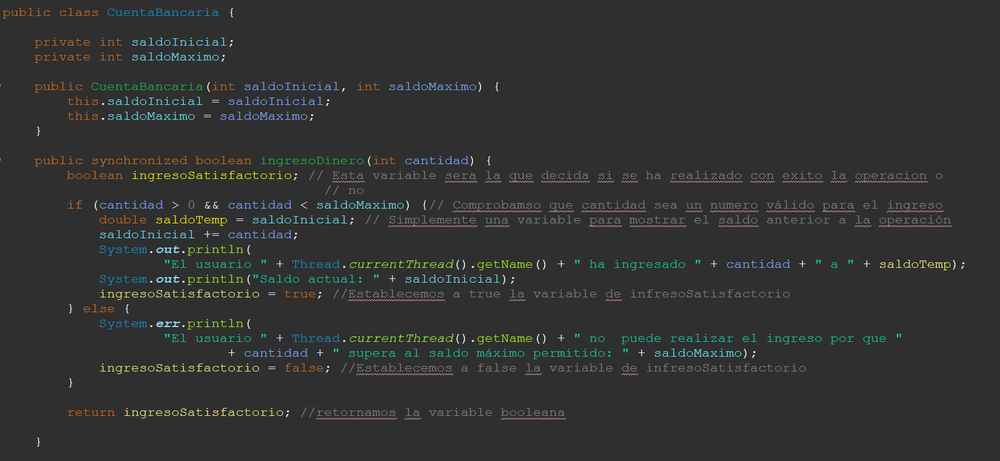 public class CuentaBancaria {
private int saldoInicial;
private int saldoMaximo;
public CuentaBancaria(int saldoInicial, int saldoMaximo) {
this.saldoInicial = saldoInicial;
this.saldoMaximo = saldoMaximo;
}
public synchronized boolean ingresoDinero(int cantidad) {
boolean ingresoSatisfactorio; // Esta variable sera la que decida si se ha realizado con exito la operacion o
// no
if (cantidad > 0 && cantidad < saldoMaximo) {// Comprobamso que cantidad sea un numero válido para el ingreso
double saldoTemp = saldoInicial; // Simplemente una variable para mostrar el saldo anterior a la operación
saldoInicial += cantidad;
System.out.println(
"El usuario " + Thread.currentThread().getName() + " ha ingresado " + cantidad + " a " + saldoTemp);
System.out.println("Saldo actual: " + saldoInicial);
ingresoSatisfactorio = true; //Establecemos a true la variable de infresoSatisfactorio
} else {
System.err.println(
"El usuario " + Thread.currentThread().getName() + " no  puede realizar el ingreso por que "
+ cantidad + " supera al saldo máximo permitido: " + saldoMaximo);
ingresoSatisfactorio = false; //Establecemos a false la variable de infresoSatisfactorio
}
return ingresoSatisfactorio; //retornamos la variable booleana
}